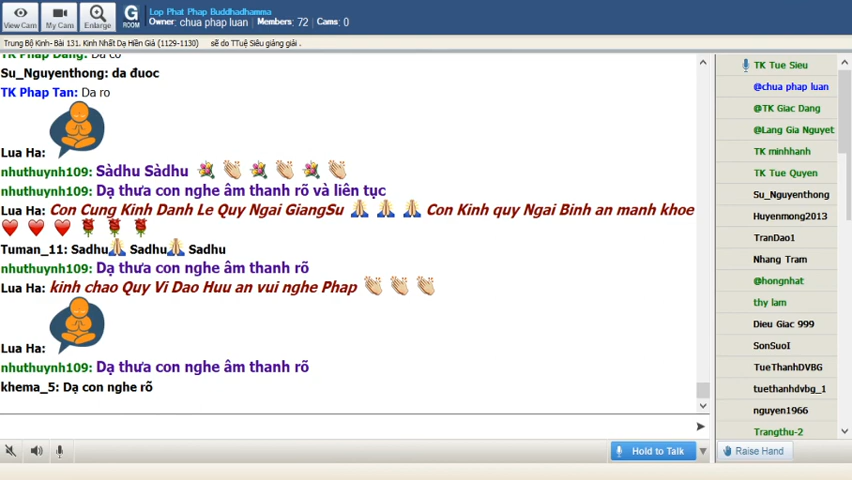 Lop Phat Phap Buddhadhamma
Owner: chua phap luan Members: 72 Cams: 0
View Cam My Cam Enlarge G ROOM
Trung Bộ Kinh- Bài 131. Kinh Nhất Dạ Hiền Giả (1129-1130) sẽ do TTuệ Siêu giảng giải .
TK Phap Dang: Da co
Su_Nguyenthong: da đuoc
TK Phap Tan: Da ro
Lua Ha:
nhuthuynh109: Sàdhu Sàdhu
nhuthuynh109: Dạ thưa con nghe âm thanh rõ và liên tục
Lua Ha: Con Cung Kinh Danh Le Quy Ngai GiangSu Con Kinh quy Ngai Binh an manh khoe
Tuman_11: Sadhu Sadhu Sadhu
nhuthuynh109: Dạ thưa con nghe âm thanh rõ
Lua Ha: kinh chao Quy Vi Dao Huu an vui nghe Phap
Lua Ha:
nhuthuynh109: Dạ thưa con nghe âm thanh rõ
khema_5: Dạ con nghe rõ
Hold to Talk
TK Tue Sieu
@chua phap luan
@TK Giac Dang
@Lang Gia Nguyet
TK minhhanh
TK Tue Quyen
Su_Nguyenthong
Huyenmong2013
TranDao1
Nhang Tram
@hongnhat
thy lam
Dieu Giac 999
SonSuoI
TueThanhDVBG
tuethanhdvbg_1
nguyen1966
Trangthu-2
Raise Hand